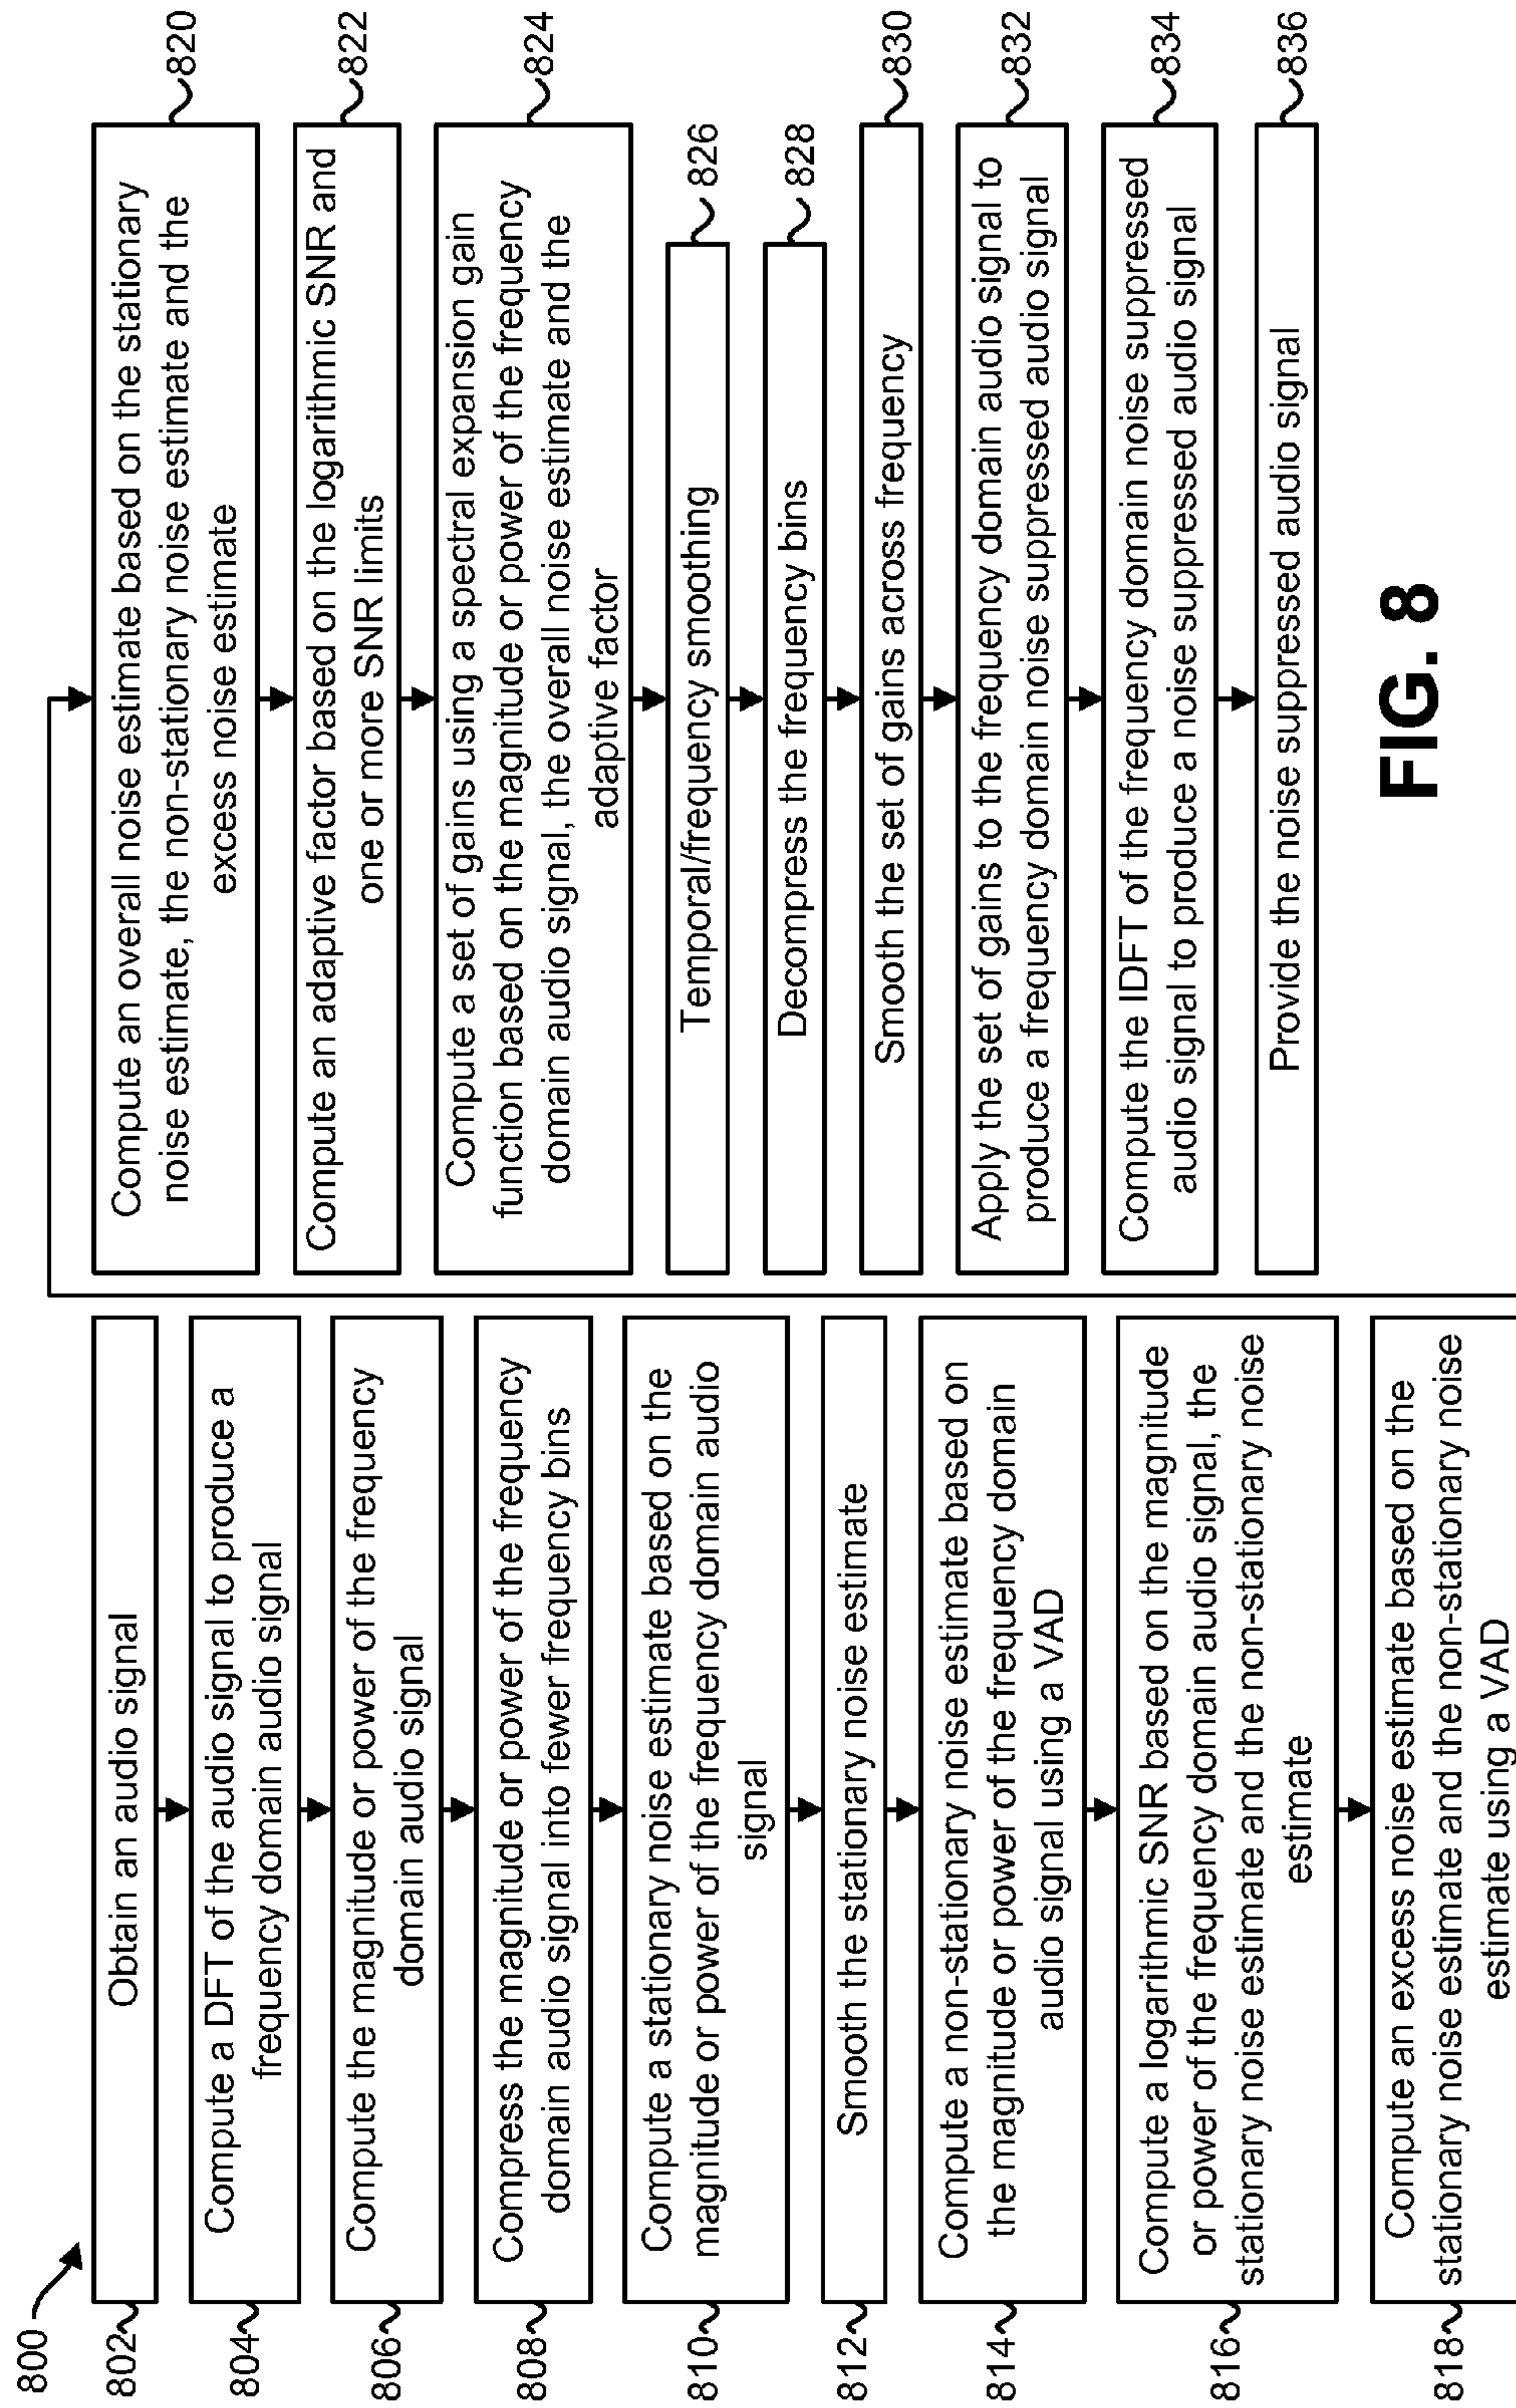 800
802
Obtain an audio signal
804
Compute a DFT of the audio signal to produce a
frequency domain audio signal
806
Compute the magnitude or power of the frequency
domain audio signal
808
Compress the magnitude or power of the frequency
domain audio signal into fewer frequency bins
810
Compute a stationary noise estimate based on the
magnitude or power of the frequency domain audio
signal
812
Smooth the stationary noise estimate
814
Compute a non-stationary noise estimate based on
the magnitude or power of the frequency domain
audio signal using a VAD
816
Compute a logarithmic SNR based on the magnitude
or power of the frequency domain audio signal, the
stationary noise estimate and the non-stationary noise
estimate
818
Compute an excess noise estimate based on the
stationary noise estimate and the non-stationary noise
estimate using a VAD
820
Compute an overall noise estimate based on the stationary
noise estimate, the non-stationary noise estimate and the
excess noise estimate
822
Compute an adaptive factor based on the logarithmic SNR and
one or more SNR limits
824
Compute a set of gains using a spectral expansion gain
function based on the magnitude or power of the frequency
domain audio signal, the overall noise estimate and the
adaptive factor
826
Temporal/frequency smoothing
828
Decompress the frequency bins
830
Smooth the set of gains across frequency
832
Apply the set of gains to the frequency domain audio signal to
produce a frequency domain noise suppressed audio signal
834
Compute the IDFT of the frequency domain noise suppressed
audio signal to produce a noise suppressed audio signal
836
Provide the noise suppressed audio signal
FIG. 8